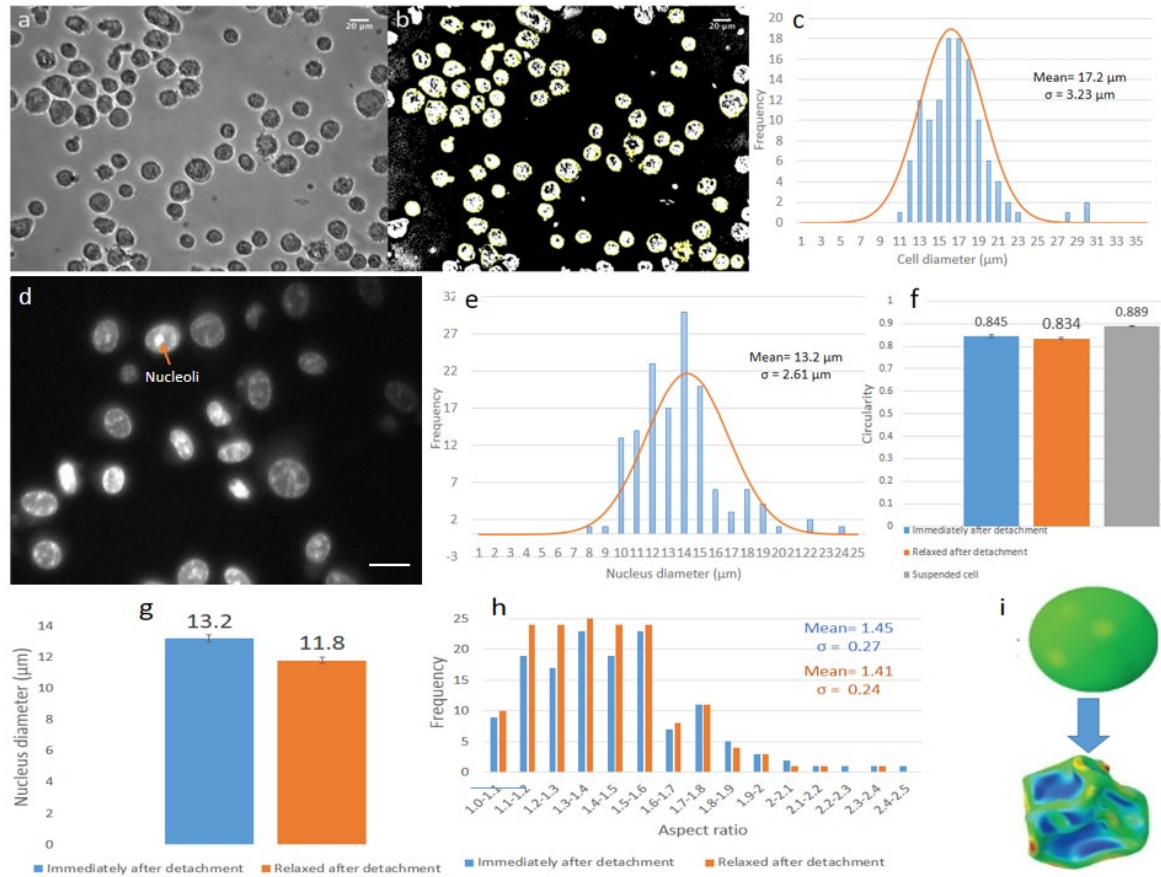 a
20 μm
b
20 μm
c
Frequency
20
18
16
14
12
10
8
6
4
2
0
Mean= 17.2 μm
σ = 3.23 μm
1 3 5 7 9 11 13 15 17 19 21 23 25 27 29 31 33 35
Cell diameter (μm)
d
Nucleoli
e
Frequency
32
27
22
17
12
7
2
-3
Mean= 13.2 μm
σ = 2.61 μm
1 2 3 4 5 6 7 8 9 10 11 12 13 14 15 16 17 18 19 20 21 22 23 24 25
Nucleus diameter (μm)
f
Circularity
1
0.9
0.8
0.7
0.6
0.5
0.4
0.3
0.2
0.1
0
0.845
0.834
0.889
Immediately after detachment
Relaxed after detachment
Suspended cell
g
Nucleus diameter (μm)
14
12
10
8
6
4
2
0
13.2
11.8
Immediately after detachment
Relaxed after detachment
h
Frequency
25
20
15
10
5
0
Mean= 1.45
σ = 0.27
Mean= 1.41
σ = 0.24
1.0-1.1
1.1-1.2
1.2-1.3
1.3-1.4
1.4-1.5
1.5-1.6
1.6-1.7
1.7-1.8
1.8-1.9
1.9-2
2-2.1
2.1-2.2
2.2-2.3
2.3-2.4
2.4-2.5
Aspect ratio
Immediately after detachment
Relaxed after detachment
i